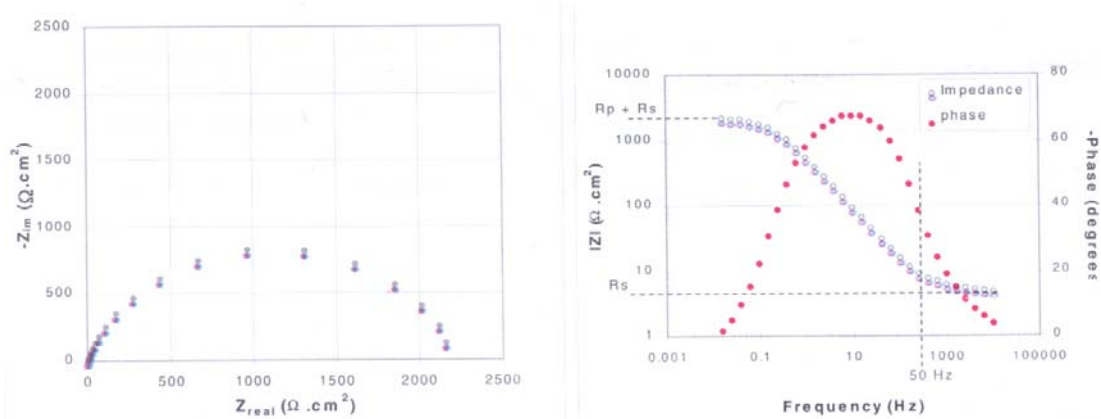 2500
2000
1500
1000
500
0
-Zim (Ω.cm²)
0 500 1000 1500 2000 2500
Zreal (Ω.cm²)
10000
1000
100
10
1
Rp + Rs
Rs
|Z| (Ω.cm²)
Impedance
phase
80
60
40
20
0
-Phase (degrees
0.001 0.1 10 1000 100000
50 Hz
Frequency (Hz)